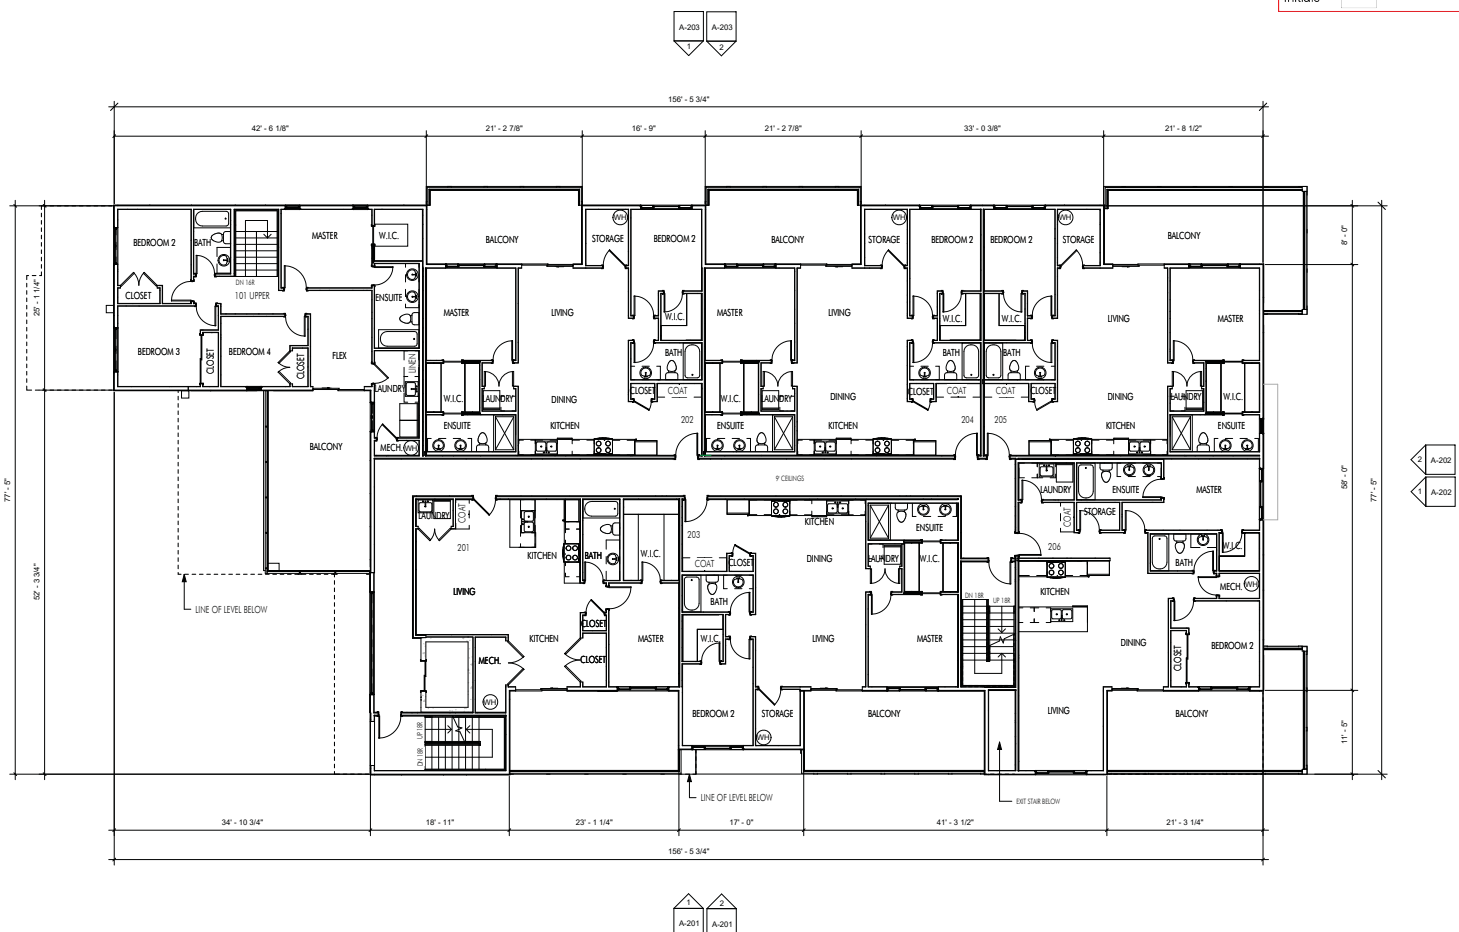 A-203
A-203
1
2
156' - 5 3/4"
42' - 6 1/8"
21' - 2 7/8"
16' - 9"
21' - 2 7/8"
33' - 0 3/8"
21' - 8 1/2"
BEDROOM 2
BATH
MASTER
W.I.C.
BALCONY
STORAGE
WH
BEDROOM 2
BALCONY
STORAGE
WH
BEDROOM 2
BEDROOM 2
WH
STORAGE
BALCONY
8' - 0"
DN 16R
101 UPPER
CLOSET
ENSUITE
25' - 1 1/4"
MASTER
LIVING
W.I.C.
MASTER
LIVING
W.I.C.
W.I.C.
LIVING
MASTER
BEDROOM 3
CLOSET
BEDROOM 4
CLOSET
FLEX
LINEN
LAUNDRY
BATH
BATH
BATH
W.I.C.
LAUNDRY
DINING
CLOSET
COAT
W.I.C.
LAUNDRY
DINING
CLOSET
COAT
COAT
CLOSET
DINING
LAUNDRY
W.I.C.
ENSUITE
KITCHEN
202
ENSUITE
KITCHEN
204
205
KITCHEN
ENSUITE
BALCONY
MECH.
WH
9' CEILINGS
2
A-202
1
A-202
77' - 5"
58' - 0"
77' - 5"
LAUNDRY
ENSUITE
MASTER
LAUNDRY
COAT
201
KITCHEN
BATH
W.I.C.
203
COAT
CLOSET
KITCHEN
DINING
LAUNDRY
W.I.C.
ENSUITE
COAT
STORAGE
206
BATH
W.I.C.
52' - 3 3/4"
LIVING
BATH
DN 18R
UP 18R
KITCHEN
MECH.
WH
LINE OF LEVEL BELOW
CLOSET
KITCHEN
MASTER
W.I.C.
LIVING
MASTER
DINING
CLOSET
BEDROOM 2
MECH.
CLOSET
WH
BEDROOM 2
STORAGE
WH
BALCONY
LIVING
BALCONY
UP 18R
DN 18R
11' - 5"
LINE OF LEVEL BELOW
EXIT STAIR BELOW
34' - 10 3/4"
18' - 11"
23' - 1 1/4"
17' - 0"
41' - 3 1/2"
21' - 3 1/4"
156' - 5 3/4"
1
2
A-201
A-201